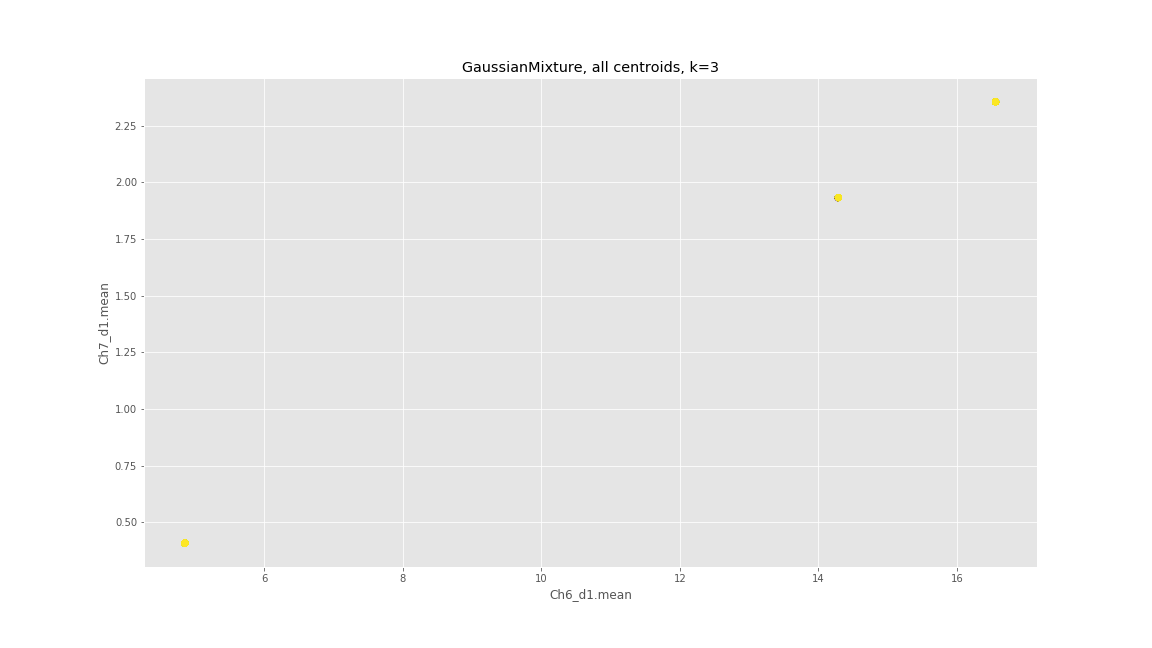 GaussianMixture, all centroids, k=3
2.25
2.00
1.75
1.50
1.25
1.00
0.75
0.50
Ch7_d1.mean
6 8 10 12 14 16
Ch6_d1.mean